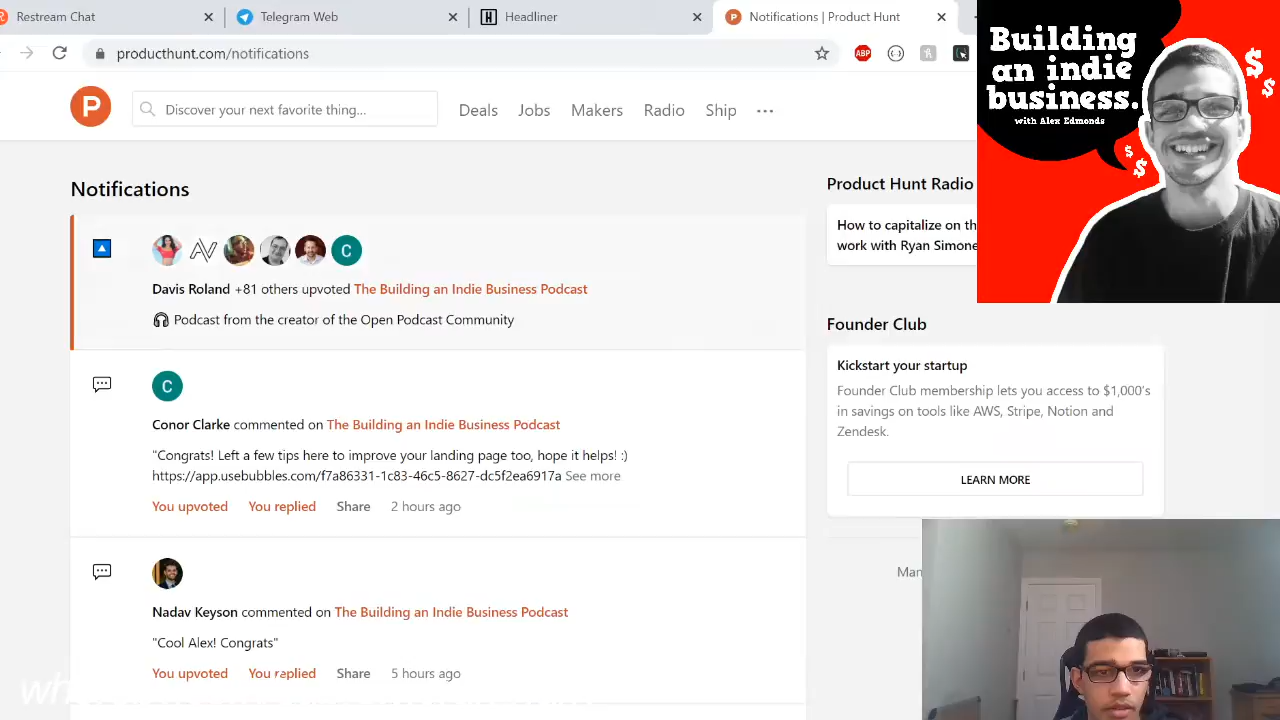 Restream Chat
Telegram Web
Headliner
Notifications | Product Hunt
producthunt.com/notifications
ABP
P
Discover your next favorite thing...
Deals
Jobs
Makers
Radio
Ship
Building
an indie
business.
with Alex Edmonds
$
$
$
$
Notifications
C
Davis Roland +81 others upvoted The Building an Indie Business Podcast
Podcast from the creator of the Open Podcast Community
C
Conor Clarke commented on The Building an Indie Business Podcast
"Congrats! Left a few tips here to improve your landing page too, hope it helps! :)
https://app.usebubbles.com/f7a86331-1c83-46c5-8627-dc5f2ea6917a See more
You upvoted You replied Share 2 hours ago
Nadav Keyson commented on The Building an Indie Business Podcast
"Cool Alex! Congrats"
You upvoted You replied Share 5 hours ago
Product Hunt Radio
How to capitalize on th
work with Ryan Simone
Founder Club
Kickstart your startup
Founder Club membership lets you access to $1,000's
in savings on tools like AWS, Stripe, Notion and
Zendesk.
LEARN MORE